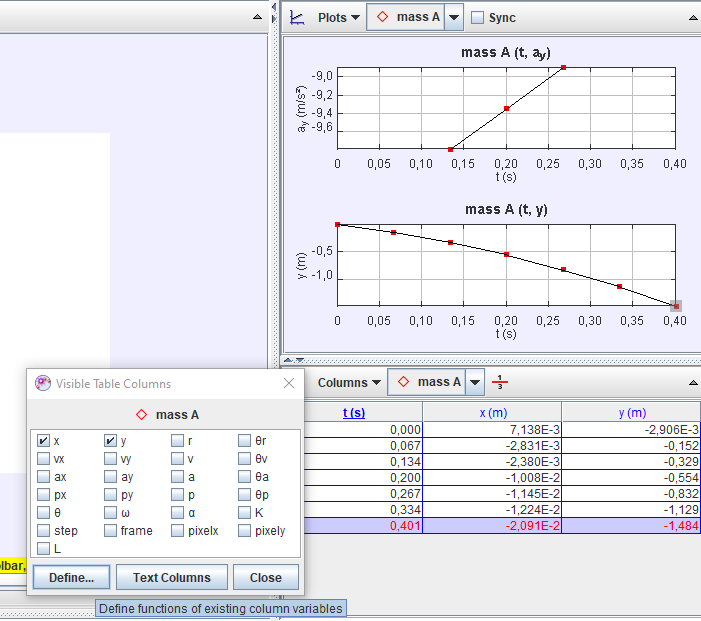 Plots mass A Sync
mass A (t, ay)
ay (m/s²)
-9,0
-9,2
-9,4
-9,6
0 0,05 0,10 0,15 0,20 0,25 0,30 0,35 0,40
t (s)
mass A (t, y)
y (m)
-0,5
-1,0
0 0,05 0,10 0,15 0,20 0,25 0,30 0,35 0,40
t (s)
Columns mass A 1/3
t (s) x (m) y (m)
0,000 7,138E-3 -2,906E-3
0,067 -2,831E-3 -0,152
0,134 -2,380E-3 -0,329
0,200 -1,008E-2 -0,554
0,267 -1,145E-2 -0,832
0,334 -1,224E-2 -1,129
0,401 -2,091E-2 -1,484
Visible Table Columns
mass A
x y r θr
vx vy v θv
ax ay a θa
px py p θp
θ ω α K
step frame pixelx pixely
L
Define... Text Columns Close
lbar,
Define functions of existing column variables